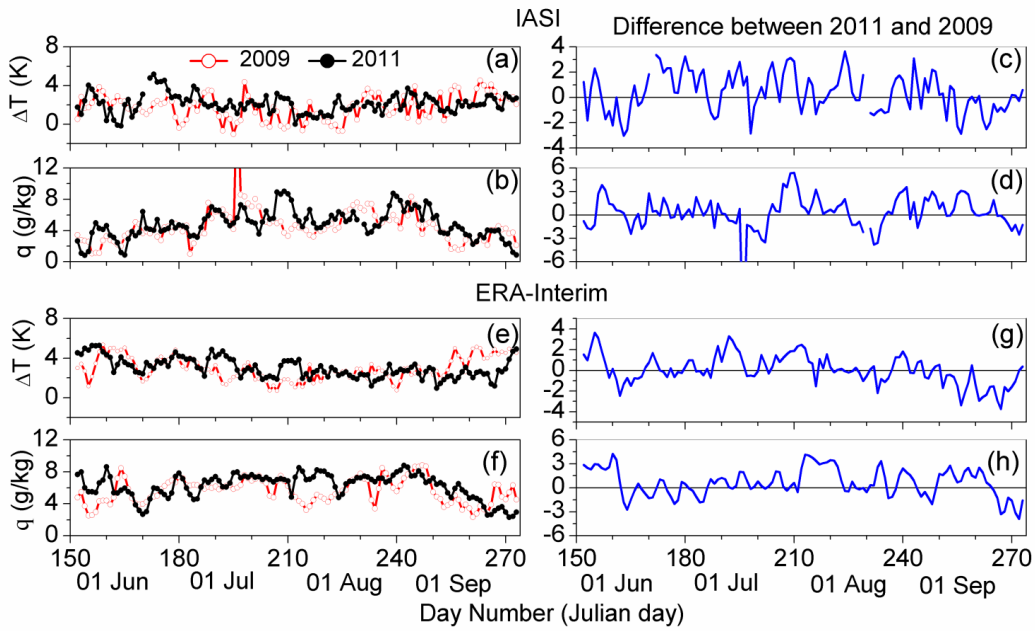 IASI
Difference between 2011 and 2009
8
4
0
ΔT (K)
2009
2011
(a)
4
2
0
2
4
(c)
12
8
4
0
q (g/kg)
(b)
6
3
0
-3
-6
(d)
ERA-Interim
8
4
0
ΔT (K)
(e)
4
2
0
-2
-4
(g)
12
8
4
0
q (g/kg)
(f)
6
3
0
-3
-6
(h)
150 180 210 240 270
150 180 210 240 270
01 Jun 01 Jul 01 Aug 01 Sep
01 Jun 01 Jul 01 Aug 01 Sep
Day Number (Julian day)